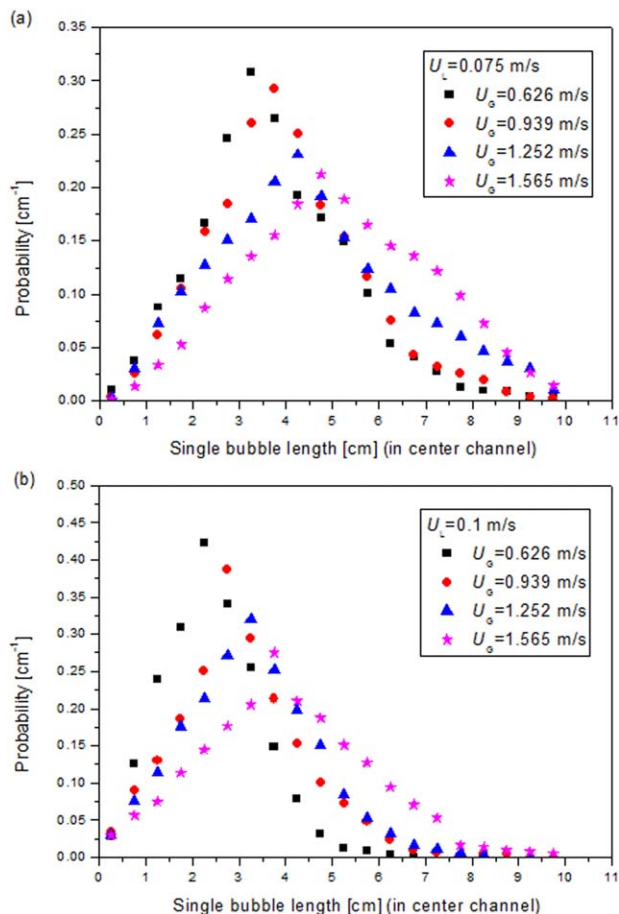 (a)
0.35
0.30
0.25
0.20
0.15
0.10
0.05
0.00
Probability [cm⁻¹]
U_L=0.075 m/s
U_G=0.626 m/s
U_G=0.939 m/s
U_G=1.252 m/s
U_G=1.565 m/s
0 1 2 3 4 5 6 7 8 9 10 11
Single bubble length [cm] (in center channel)
(b)
0.50
0.45
0.40
0.35
0.30
0.25
0.20
0.15
0.10
0.05
0.00
Probability [cm⁻¹]
U_L=0.1 m/s
U_G=0.626 m/s
U_G=0.939 m/s
U_G=1.252 m/s
U_G=1.565 m/s
0 1 2 3 4 5 6 7 8 9 10 11
Single bubble length [cm] (in center channel)